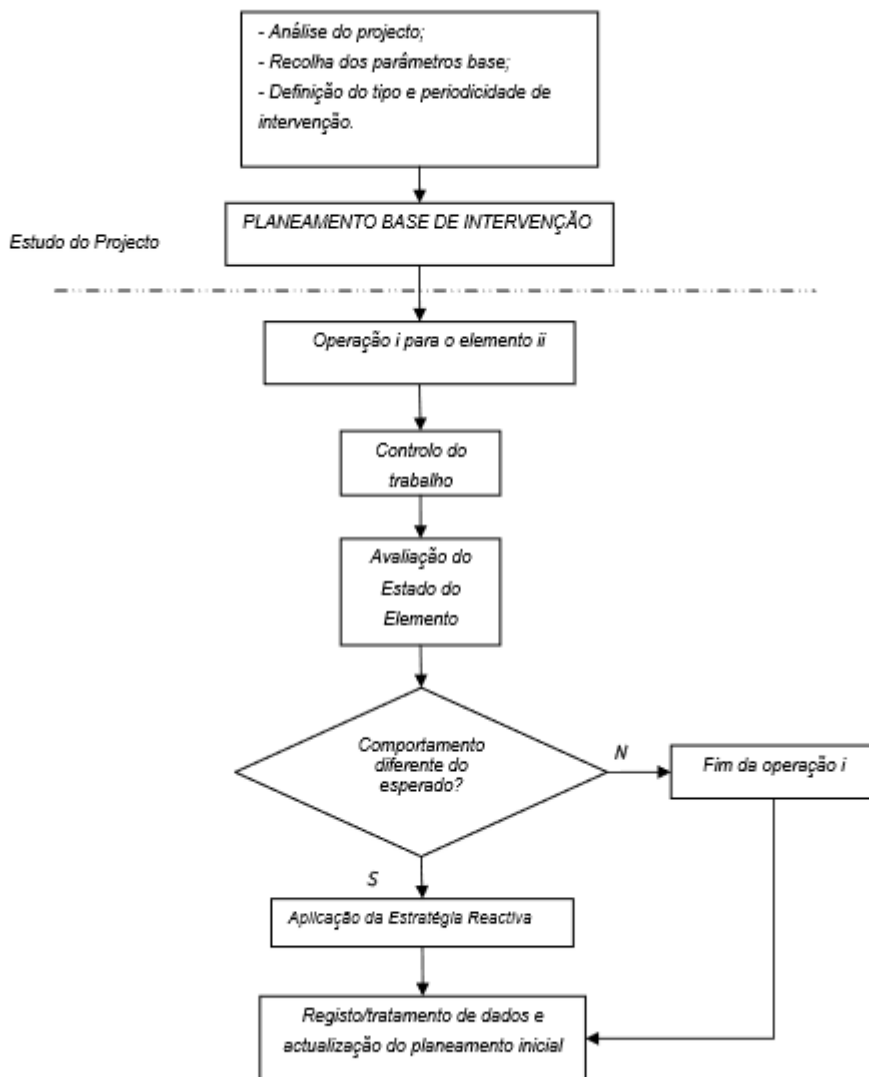 - Análise do projecto;
- Recolha dos parâmetros base;
- Definição do tipo e periodicidade de
intervenção.
PLANEAMENTO BASE DE INTERVENÇÃO
Estudo do Projecto
Operação i para o elemento ii
Controlo do
trabalho
Avaliação do
Estado do
Elemento
Comportamento
diferente do
esperado?
N
Fim da operação i
S
Aplicação da Estratégia Reactiva
Registo/tratamento de dados e
actualização do planeamento inicial